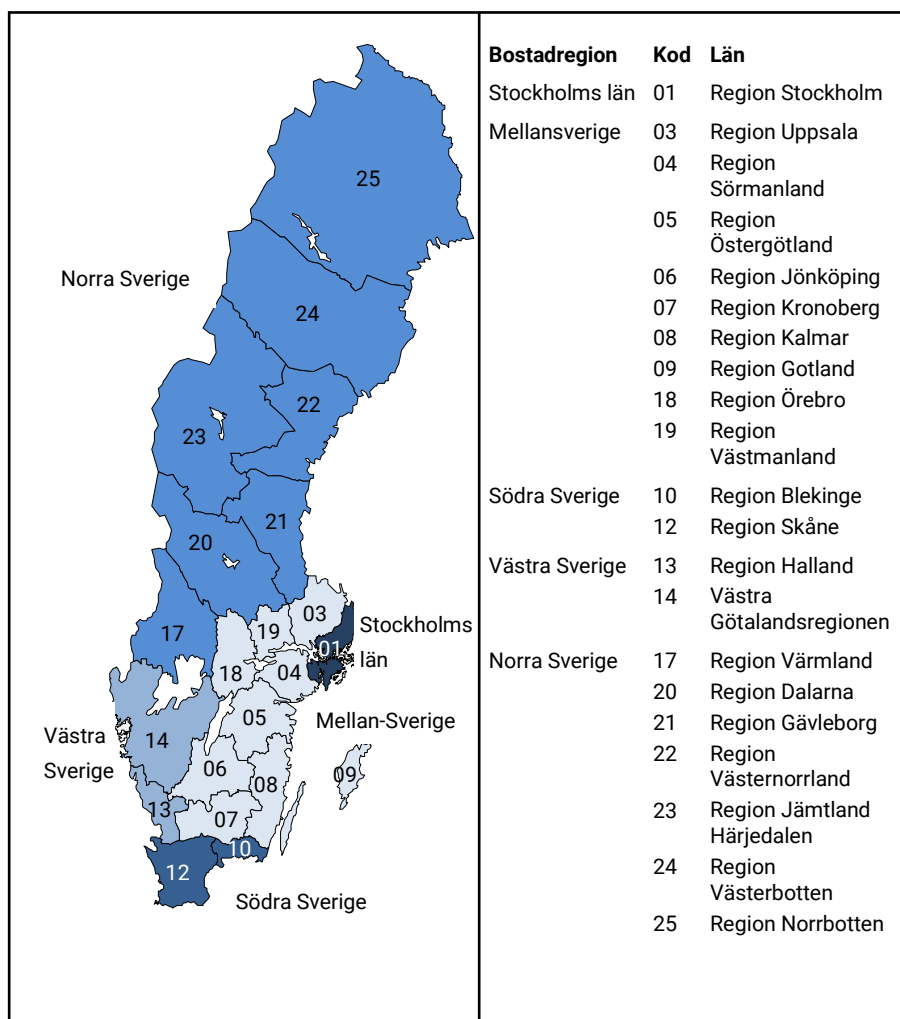 25
Norra Sverige
24
22
23
21
20
03
17
19
Stockholms
01
län
18
04
05
Mellan-Sverige
Västra
14
Sverige
06
09
08
13
07
10
12
Södra Sverige
Bostadregion Kod Län
Stockholms län 01 Region Stockholm
Mellansverige 03 Region Uppsala
04 Region
Sörmanland
05 Region
Östergötland
06 Region Jönköping
07 Region Kronoberg
08 Region Kalmar
09 Region Gotland
18 Region Örebro
19 Region
Västmanland
Södra Sverige 10 Region Blekinge
12 Region Skåne
Västra Sverige 13 Region Halland
14 Västra
Götalandsregionen
Norra Sverige 17 Region Värmland
20 Region Dalarna
21 Region Gävleborg
22 Region
Västernorrland
23 Region Jämtland
Härjedalen
24 Region
Västerbotten
25 Region Norrbotten